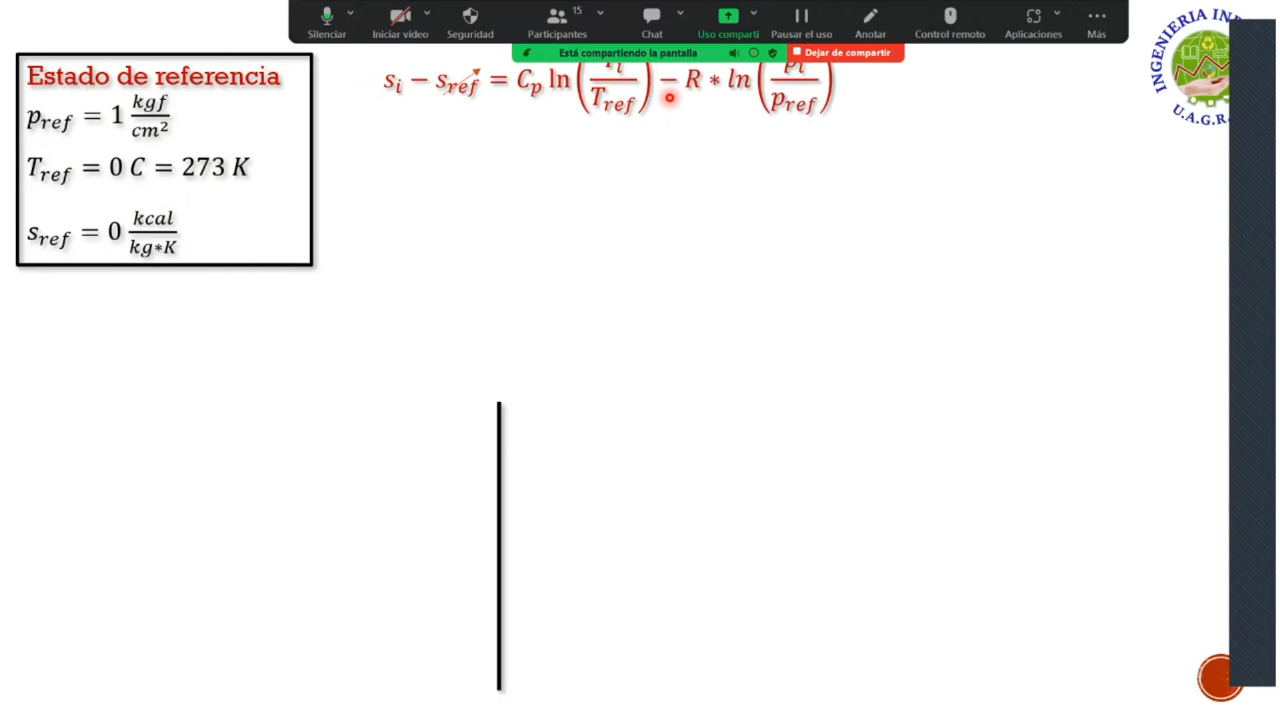 Silenciar
Iniciar vídeo
Seguridad
15
Participantes
Chat
Uso comparti
Pausar el uso
Anotar
Control remoto
Aplicaciones
Más
Está compartiendo la pantalla
Dejar de compartir
s_i − s_ref = C_p ln(T_i/T_ref) − R * ln(p_i/p_ref)
Estado de referencia
p_ref = 1 kgf/cm²
T_ref = 0 C = 273 K
s_ref = 0 kcal/kg*K
INGENIERIA
U.A.G.R.